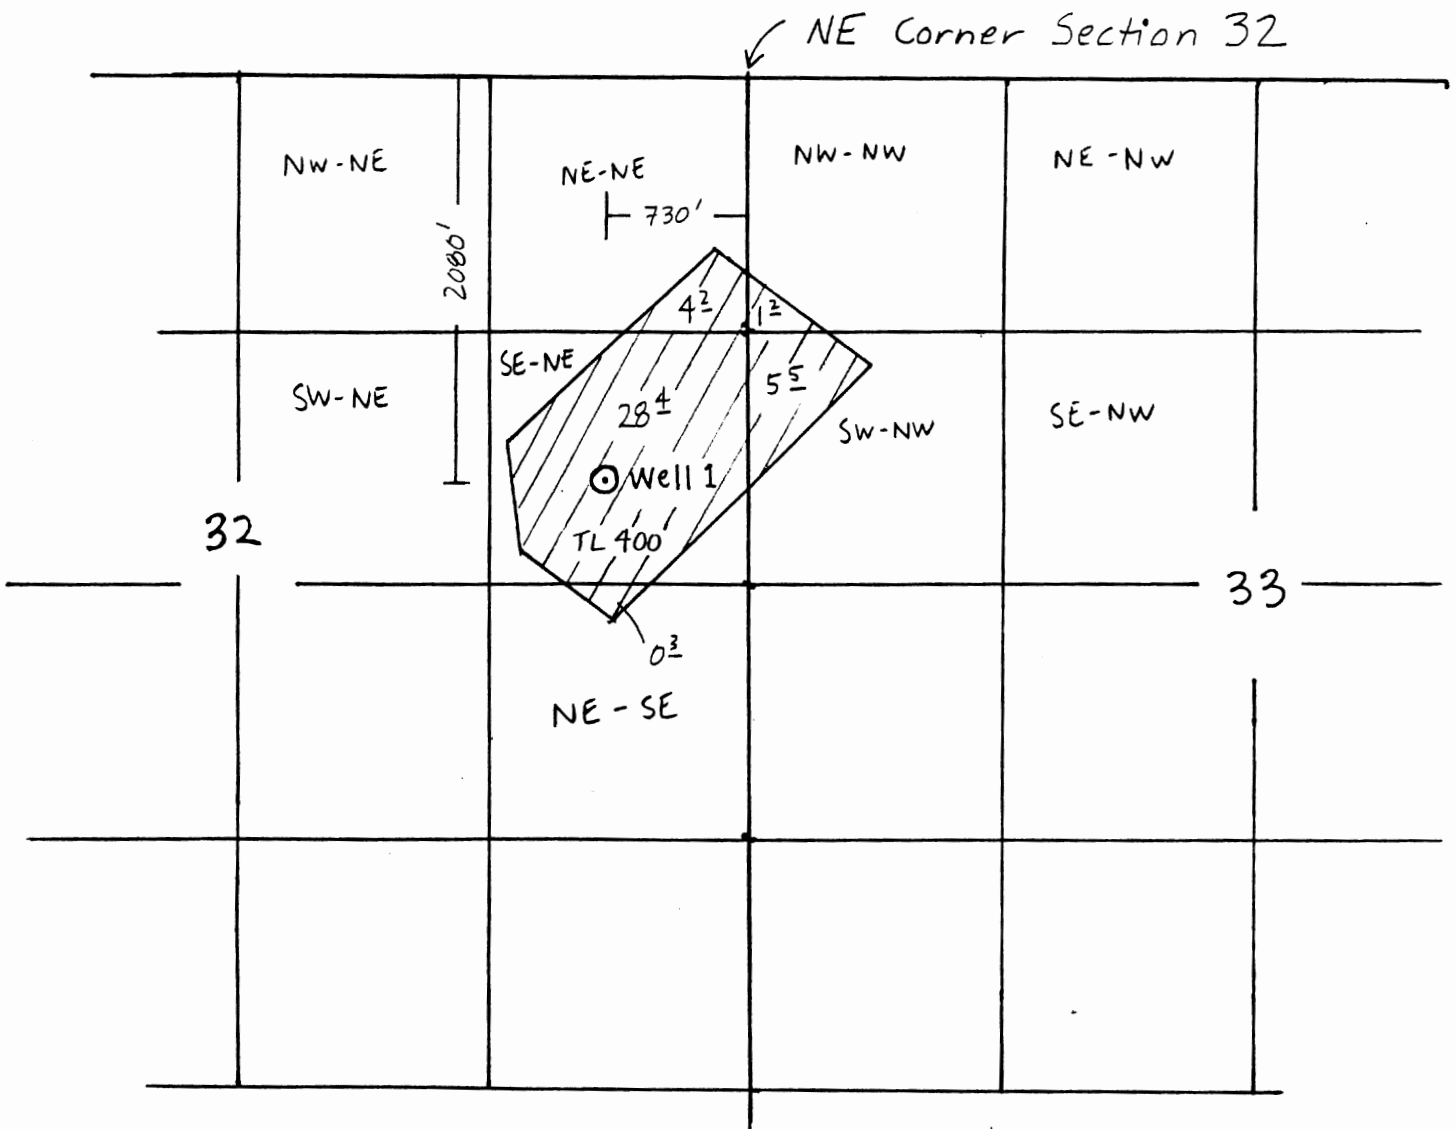 NE Corner Section 32
NW-NE
NE-NE
NW-NW
NE-NW
730'
2080'
4 2
1 2
SE-NE
SW-NE
28 4
5 5
SW-NW
SE-NW
Well 1
TL 400
32
33
0 3
NE-SE